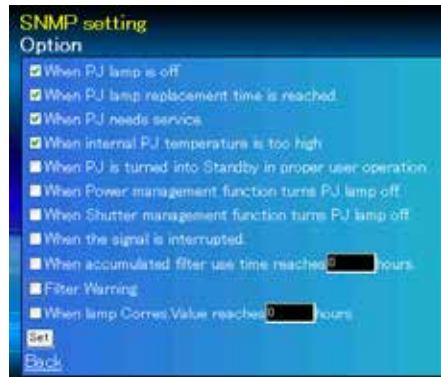 SNMP setting
Option
When PJ lamp is off
When PJ lamp replacement time is reached.
When PJ needs service.
When internal PJ temperature is too high
When PJ is turned into Standby in proper user operation.
When Power management function turns PJ lamp off.
When Shutter management function turns PJ lamp off.
When the signal is interrupted.
When accumulated filter use time reaches 0 hours.
Filter Warning
When lamp Corres.Value reaches 0 hours.
Set
Back